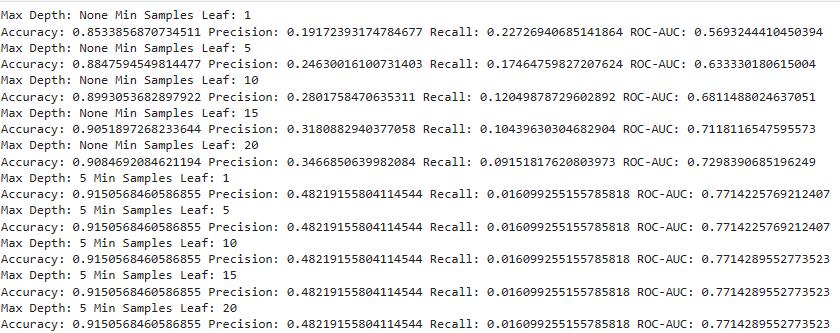 Max Depth: None Min Samples Leaf: 1
Accuracy: 0.8533856870734511 Precision: 0.19172393174784677 Recall: 0.22726940685141864 ROC-AUC: 0.5693244410450394
Max Depth: None Min Samples Leaf: 5
Accuracy: 0.8847594549814477 Precision: 0.24630016100731403 Recall: 0.17464759827207624 ROC-AUC: 0.633330180615004
Max Depth: None Min Samples Leaf: 10
Accuracy: 0.8993053682897922 Precision: 0.2801758470635311 Recall: 0.12049878729602892 ROC-AUC: 0.6811488024637051
Max Depth: None Min Samples Leaf: 15
Accuracy: 0.9051897268233644 Precision: 0.3180882940377058 Recall: 0.10439630304682904 ROC-AUC: 0.7118116547595573
Max Depth: None Min Samples Leaf: 20
Accuracy: 0.9084692084621194 Precision: 0.3466850639982084 Recall: 0.09151817620803973 ROC-AUC: 0.7298390685196249
Max Depth: 5 Min Samples Leaf: 1
Accuracy: 0.9150568460586855 Precision: 0.48219155804114544 Recall: 0.016099255155785818 ROC-AUC: 0.7714225769212407
Max Depth: 5 Min Samples Leaf: 5
Accuracy: 0.9150568460586855 Precision: 0.48219155804114544 Recall: 0.016099255155785818 ROC-AUC: 0.7714225769212407
Max Depth: 5 Min Samples Leaf: 10
Accuracy: 0.9150568460586855 Precision: 0.48219155804114544 Recall: 0.016099255155785818 ROC-AUC: 0.7714289552773523
Max Depth: 5 Min Samples Leaf: 15
Accuracy: 0.9150568460586855 Precision: 0.48219155804114544 Recall: 0.016099255155785818 ROC-AUC: 0.7714289552773523
Max Depth: 5 Min Samples Leaf: 20
Accuracy: 0.9150568460586855 Precision: 0.48219155804114544 Recall: 0.016099255155785818 ROC-AUC: 0.7714289552773523